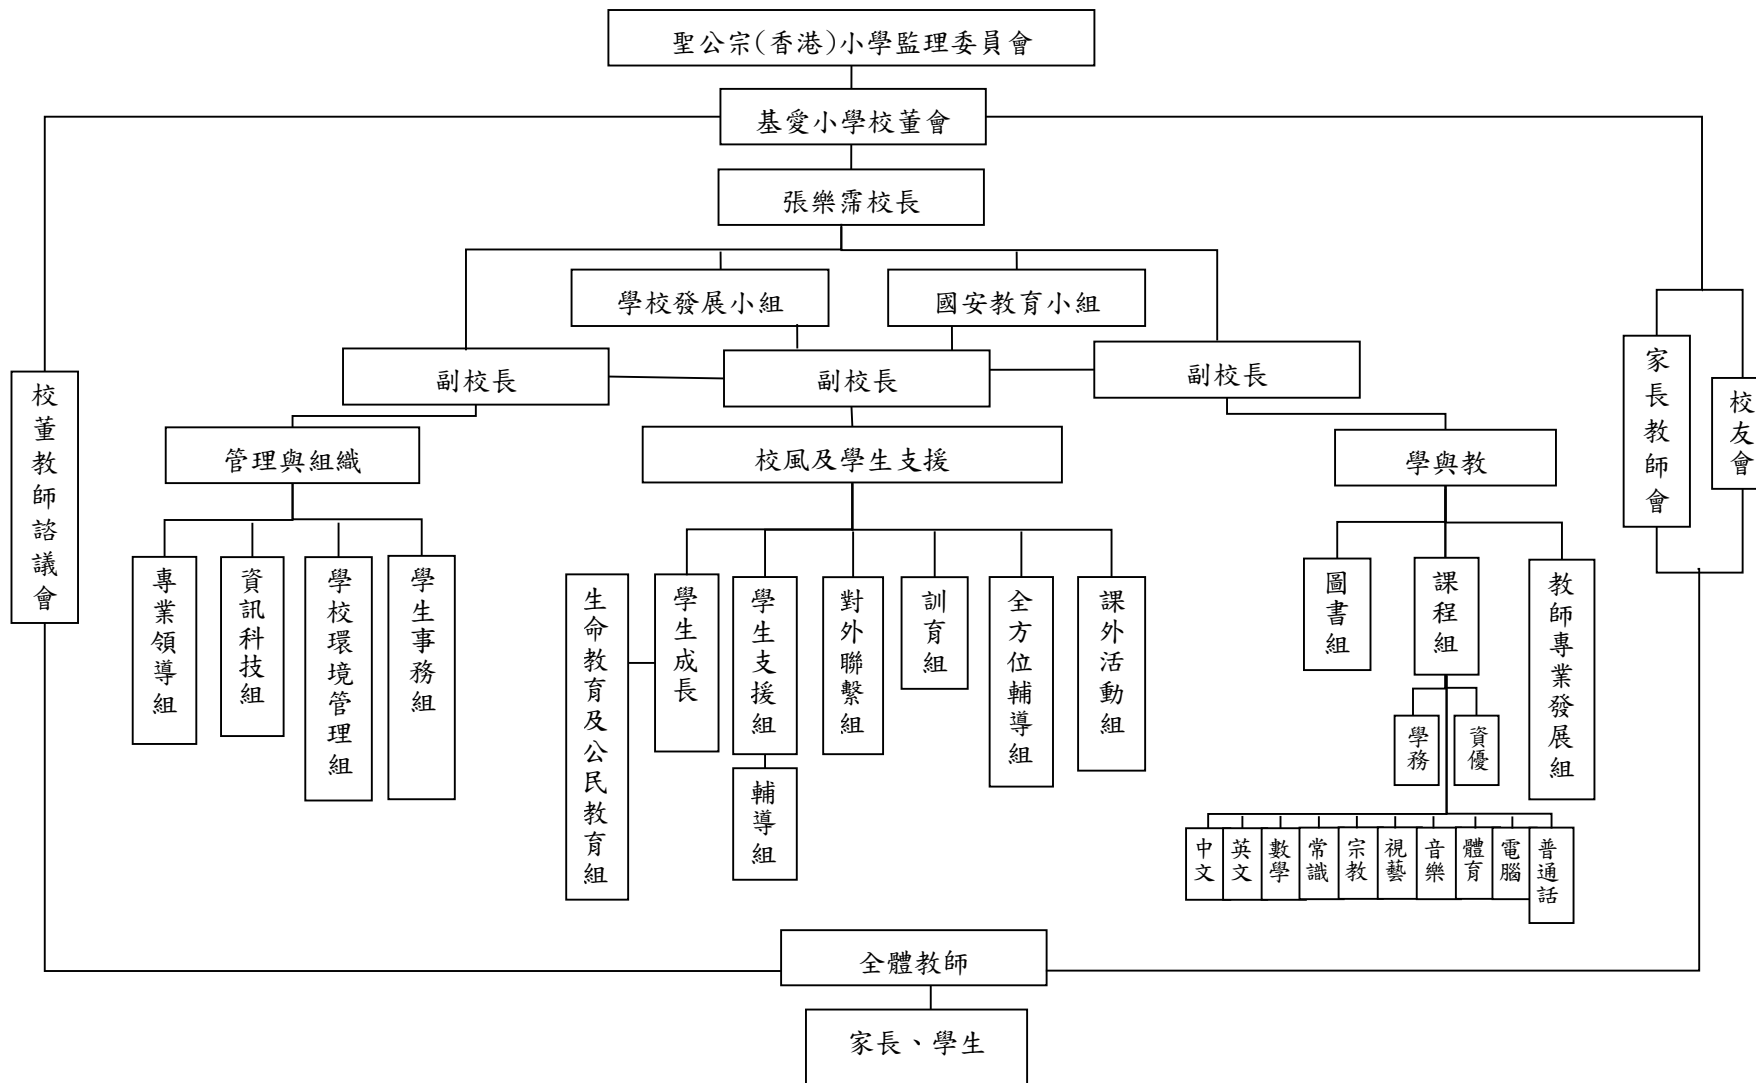 聖公宗(香港)小學監理委員會
基愛小學校董會
張樂霈校長
學校發展小組
國安教育小組
副校長
副校長
副校長
校董教師諮議會
家長教師會
校友會
管理與組織
校風及學生支援
學與教
專業領導組
資訊科技組
學校環境管理組
學生事務組
生命教育及公民教育組
學生成長
學生支援組
對外聯繫組
訓育組
全方位輔導組
課外活動組
輔導組
圖書組
課程組
教師專業發展組
學務
資優
中文
英文
數學
常識
宗教
視藝
音樂
體育
電腦
普通話
全體教師
家長、學生